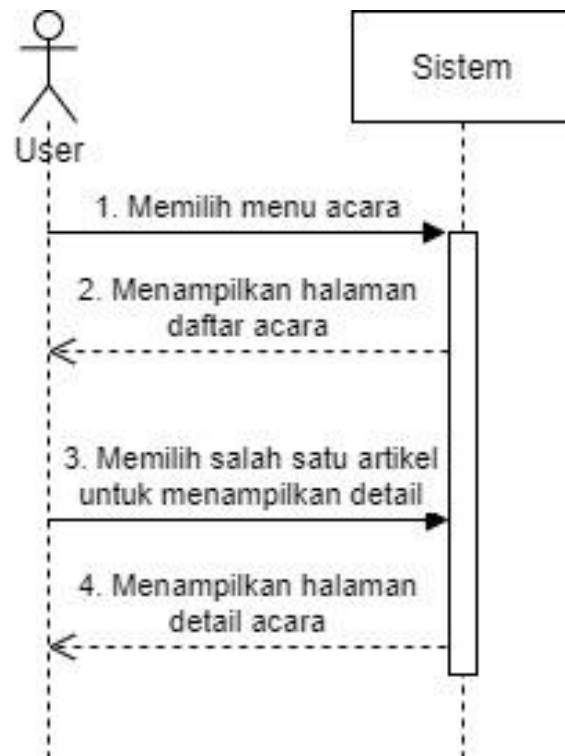 Sistem
User
1. Memilih menu acara
2. Menampilkan halaman
daftar acara
3. Memilih salah satu artikel
untuk menampilkan detail
4. Menampilkan halaman
detail acara